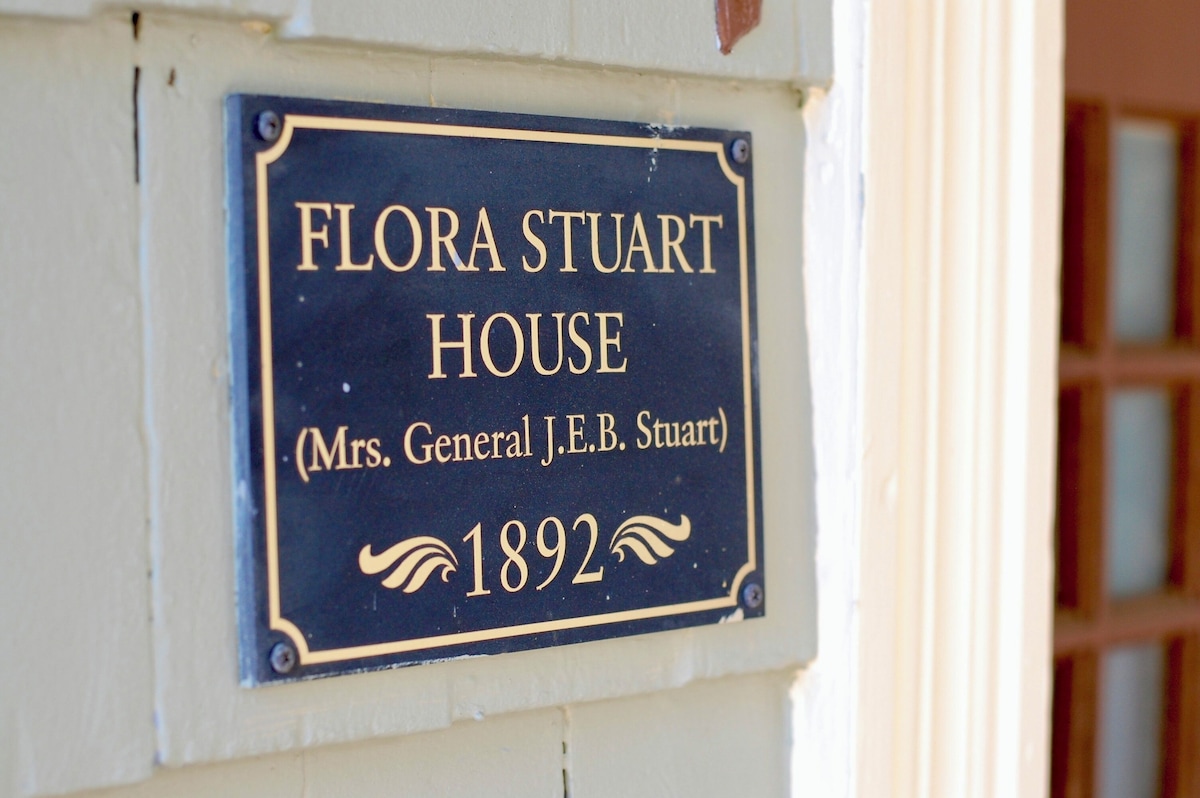 FLORA STUART
HOUSE
(Mrs. General J.E.B. Stuart)
1892